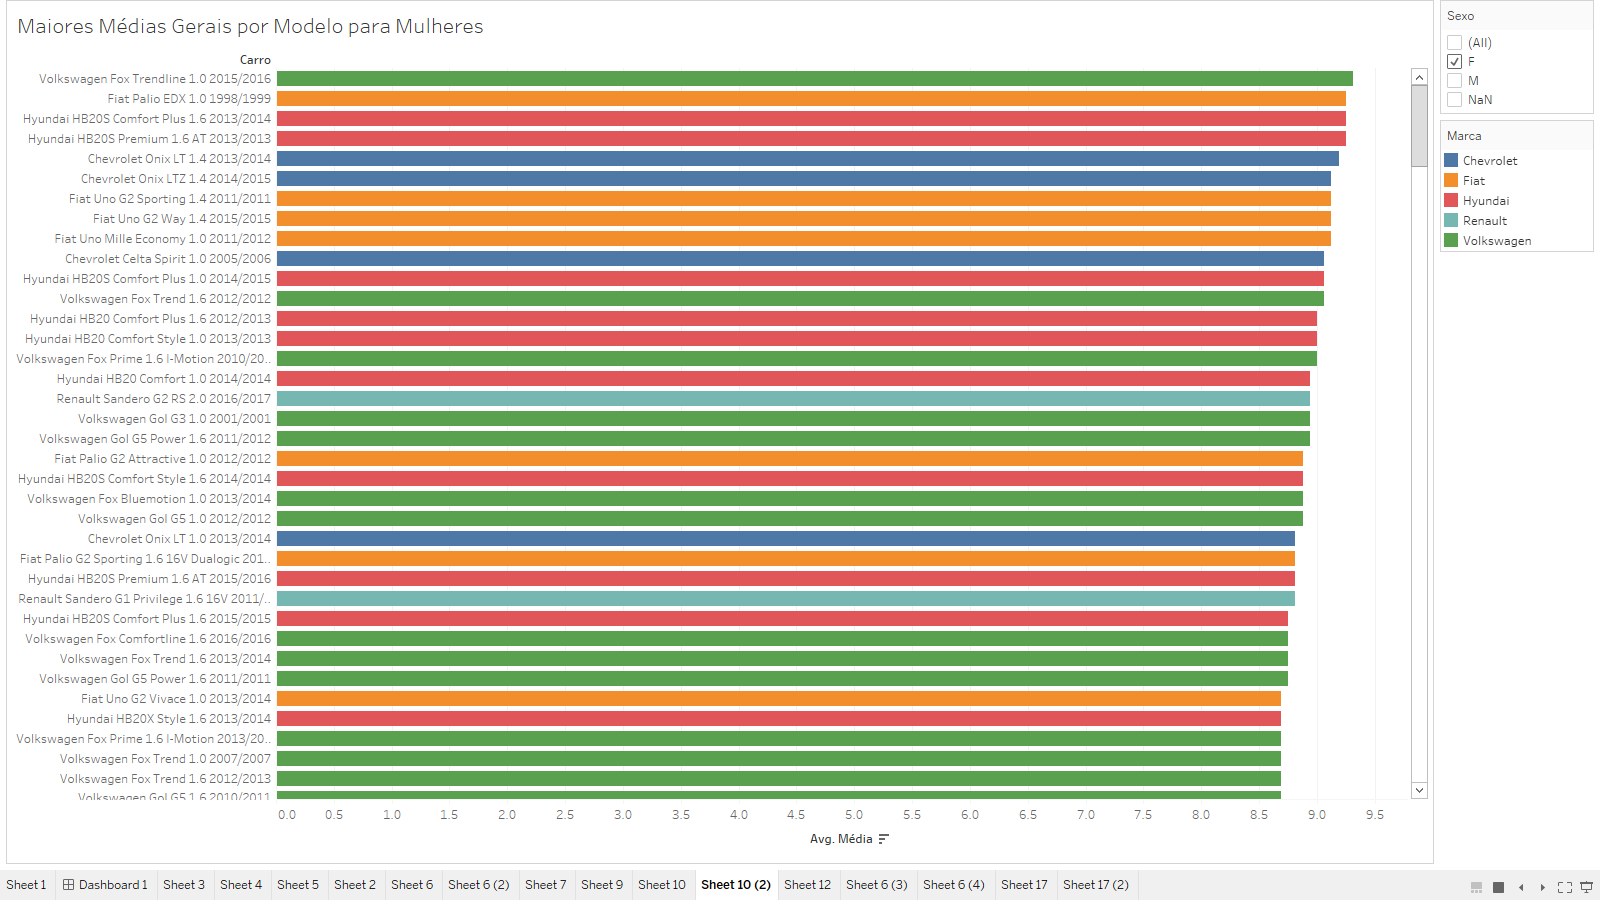 Maiores Médias Gerais por Modelo para Mulheres
Carro
Volkswagen Fox Trendline 1.0 2015/2016
Fiat Palio EDX 1.0 1998/1999
Hyundai HB20S Comfort Plus 1.6 2013/2014
Hyundai HB20S Premium 1.6 AT 2013/2013
Chevrolet Onix LT 1.4 2013/2014
Chevrolet Onix LTZ 1.4 2014/2015
Fiat Uno G2 Sporting 1.4 2011/2011
Fiat Uno G2 Way 1.4 2015/2015
Fiat Uno Mille Economy 1.0 2011/2012
Chevrolet Celta Spirit 1.0 2005/2006
Hyundai HB20S Comfort Plus 1.0 2014/2015
Volkswagen Fox Trend 1.6 2012/2012
Hyundai HB20 Comfort Plus 1.6 2012/2013
Hyundai HB20 Comfort Style 1.0 2013/2013
Volkswagen Fox Prime 1.6 I-Motion 2010/20..
Hyundai HB20 Comfort 1.0 2014/2014
Renault Sandero G2 RS 2.0 2016/2017
Volkswagen Gol G3 1.0 2001/2001
Volkswagen Gol G5 Power 1.6 2011/2012
Fiat Palio G2 Attractive 1.0 2012/2012
Hyundai HB20S Comfort Style 1.6 2014/2014
Volkswagen Fox Bluemotion 1.0 2013/2014
Volkswagen Gol G5 1.0 2012/2012
Chevrolet Onix LT 1.0 2013/2014
Fiat Palio G2 Sporting 1.6 16V Dualogic 201..
Hyundai HB20S Premium 1.6 AT 2015/2016
Renault Sandero G1 Privilege 1.6 16V 2011/..
Hyundai HB20S Comfort Plus 1.6 2015/2015
Volkswagen Fox Comfortline 1.6 2016/2016
Volkswagen Fox Trend 1.6 2013/2014
Volkswagen Gol G5 Power 1.6 2011/2011
Fiat Uno G2 Vivace 1.0 2013/2014
Hyundai HB20X Style 1.6 2013/2014
Volkswagen Fox Prime 1.6 I-Motion 2013/20..
Volkswagen Fox Trend 1.0 2007/2007
Volkswagen Fox Trend 1.6 2012/2013
Volkswagen Gol G5 1.6 2010/2011
0.0 0.5 1.0 1.5 2.0 2.5 3.0 3.5 4.0 4.5 5.0 5.5 6.0 6.5 7.0 7.5 8.0 8.5 9.0 9.5
Avg. Média
Sexo
(All)
F
M
NaN
Marca
Chevrolet
Fiat
Hyundai
Renault
Volkswagen
Sheet 1 Dashboard 1 Sheet 3 Sheet 4 Sheet 5 Sheet 2 Sheet 6 Sheet 6 (2) Sheet 7 Sheet 9 Sheet 10 Sheet 10 (2) Sheet 12 Sheet 6 (3) Sheet 6 (4) Sheet 17 Sheet 17 (2)